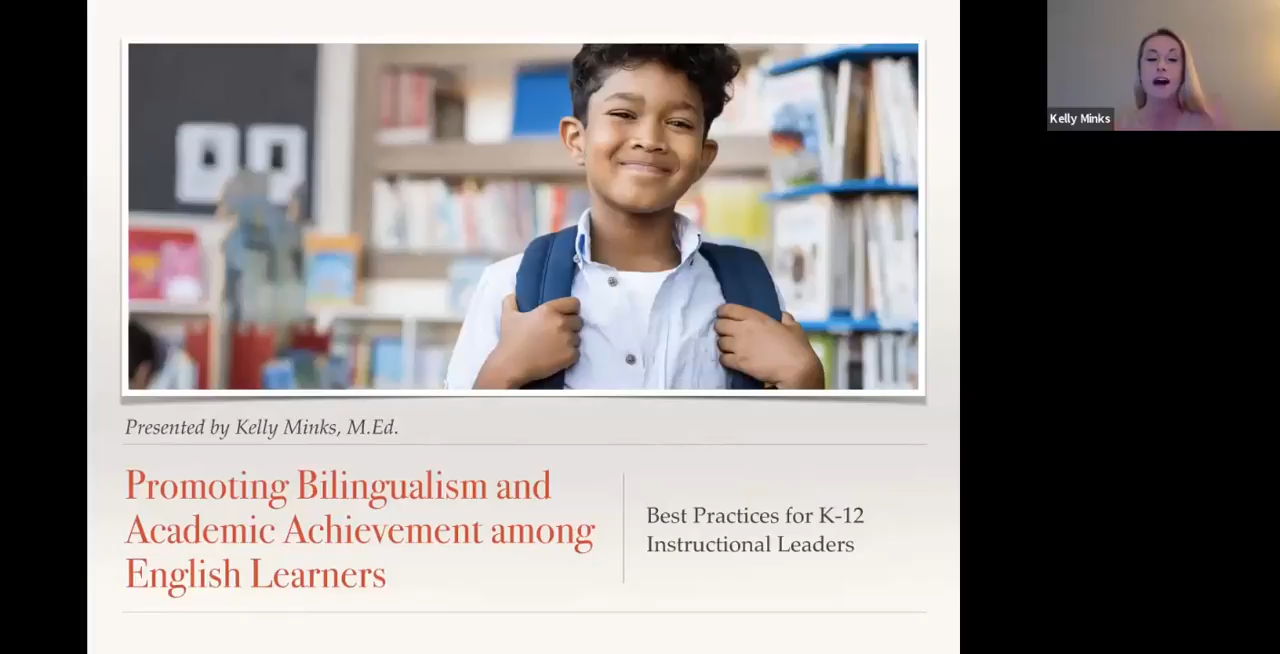 Kelly Minks
Presented by Kelly Minks, M.Ed.
Promoting Bilingualism and
Academic Achievement among
English Learners
Best Practices for K-12
Instructional Leaders